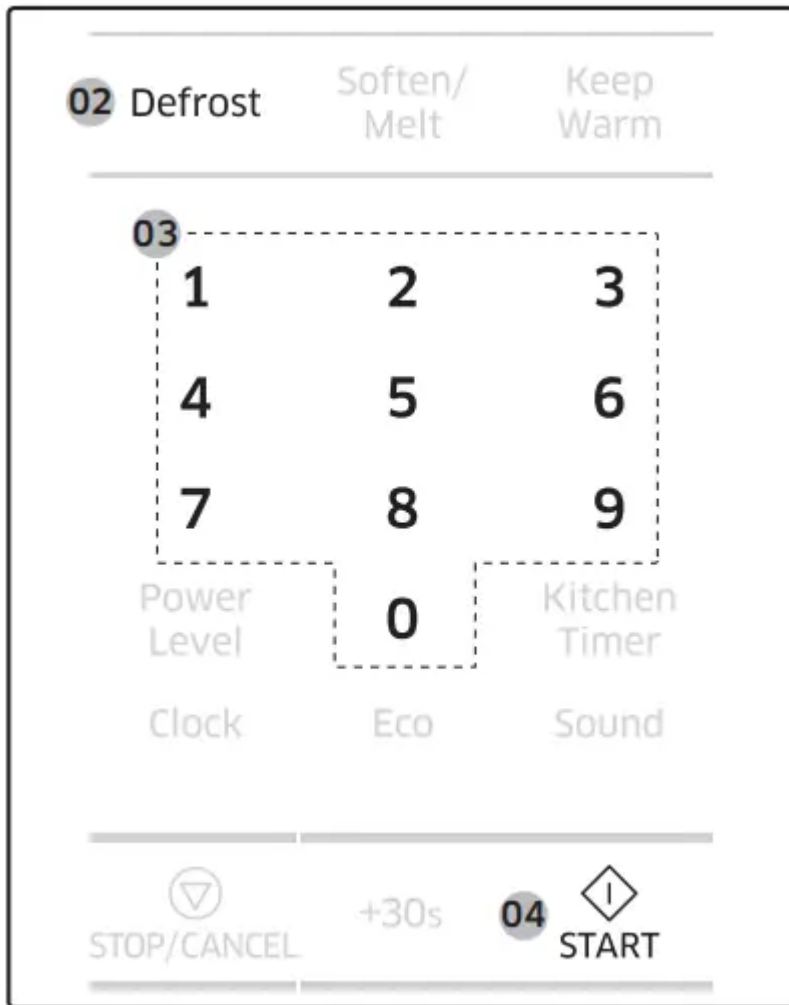 02 Defrost Soften/ Keep
Melt Warm
03
1 2 3
4 5 6
7 8 9
Power 0 Kitchen
Level Timer
Clock Eco Sound
STOP/CANCEL +30s 04 START